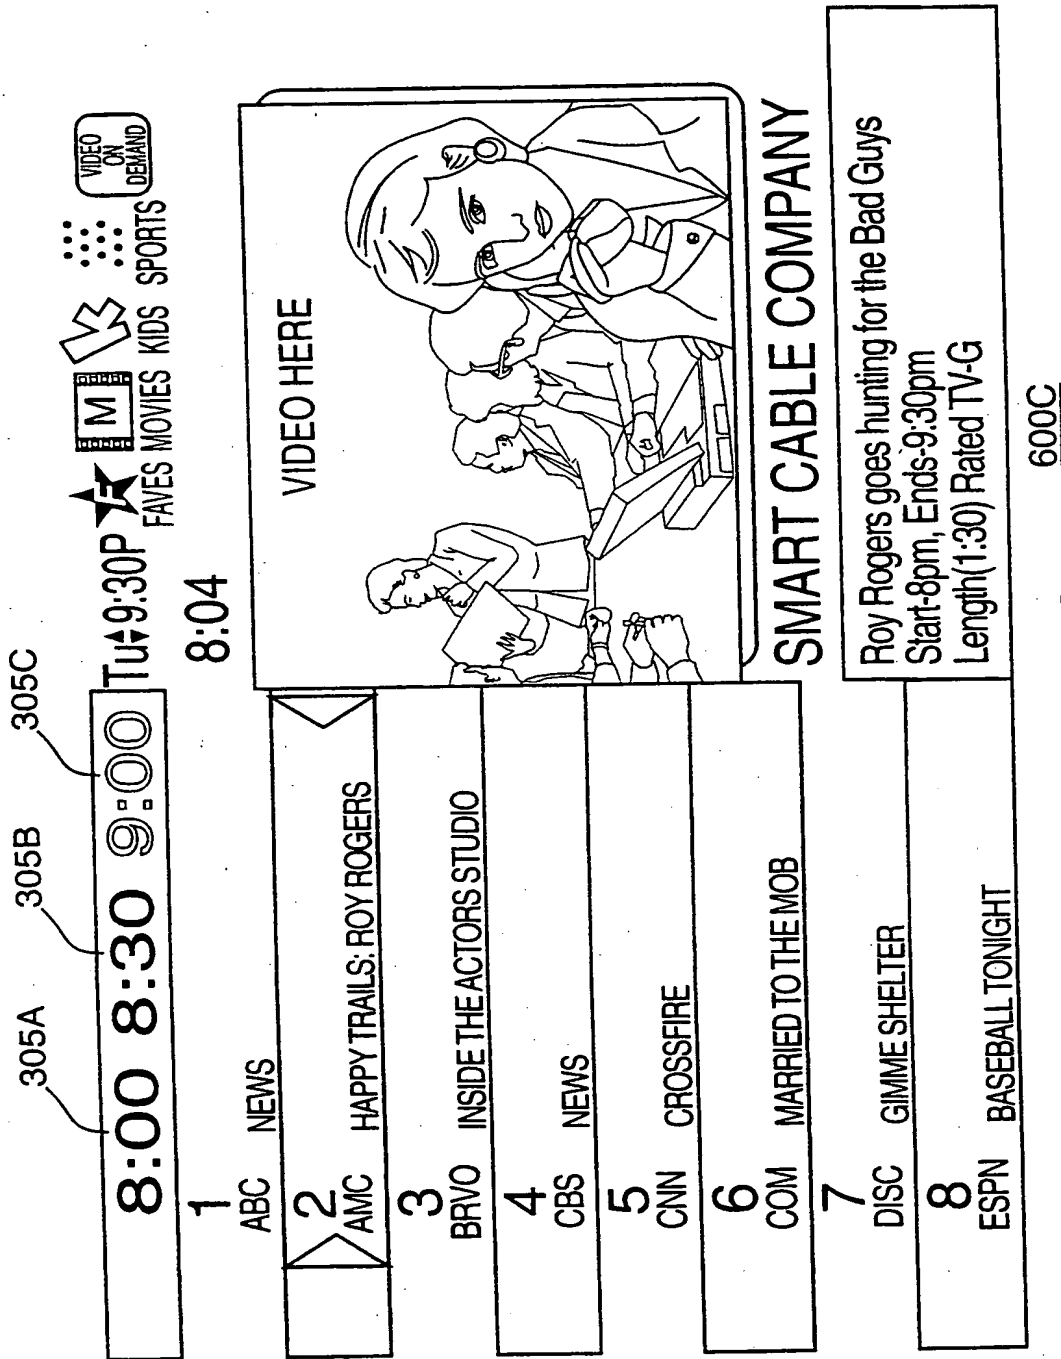 305A
305B
305C
8:00 8:30 9:00 Tu 9:30P
F
M
FAVES MOVIES KIDS SPORTS
VIDEO
ON
DEMAND
8:04
1
ABC NEWS
2
AMC HAPPY TRAILS: ROY ROGERS
3
BRVO INSIDE THE ACTORS STUDIO
4
CBS NEWS
5
CNN CROSSFIRE
6
COM MARRIED TO THE MOB
7
DISC GIMME SHELTER
8
ESPN BASEBALL TONIGHT
VIDEO HERE
SMART CABLE COMPANY
Roy Rogers goes hunting for the Bad Guys
Start-8pm, Ends-9:30pm
Length(1:30) Rated TV-G
600C